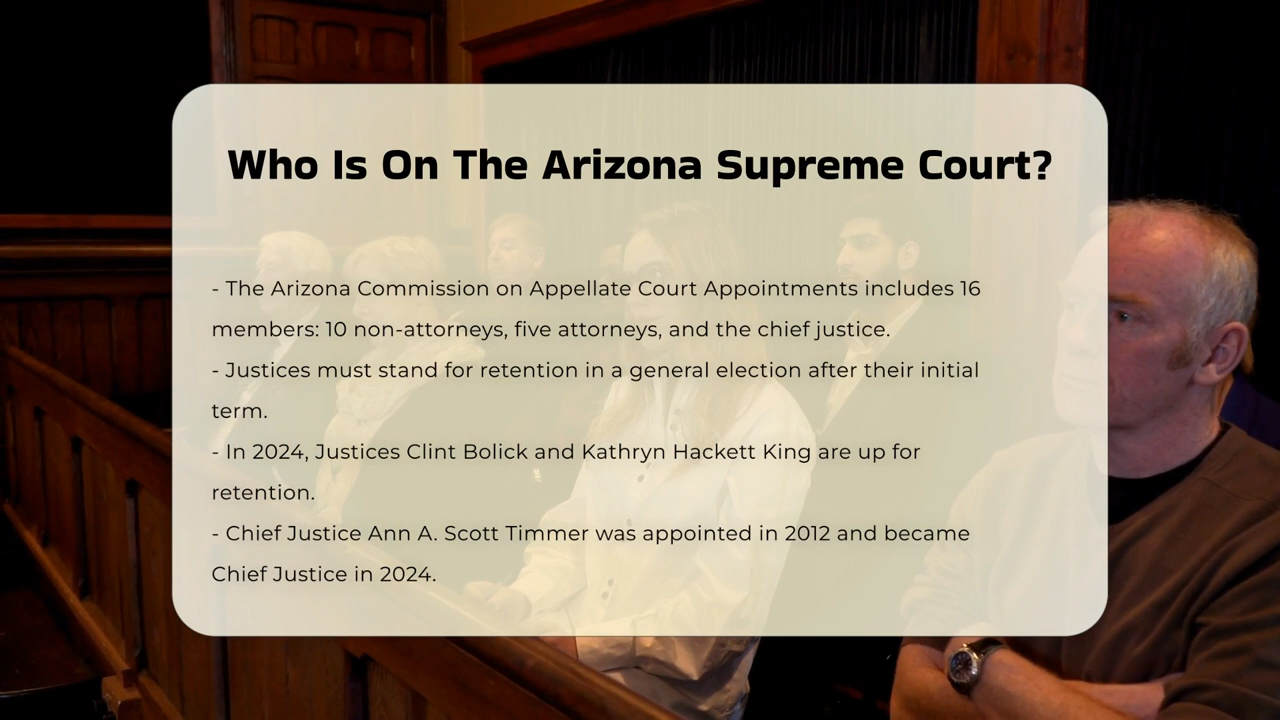 Who Is On The Arizona Supreme Court?
- The Arizona Commission on Appellate Court Appointments includes 16
members: 10 non-attorneys, five attorneys, and the chief justice.
- Justices must stand for retention in a general election after their initial
term.
- In 2024, Justices Clint Bolick and Kathryn Hackett King are up for
retention.
- Chief Justice Ann A. Scott Timmer was appointed in 2012 and became
Chief Justice in 2024.